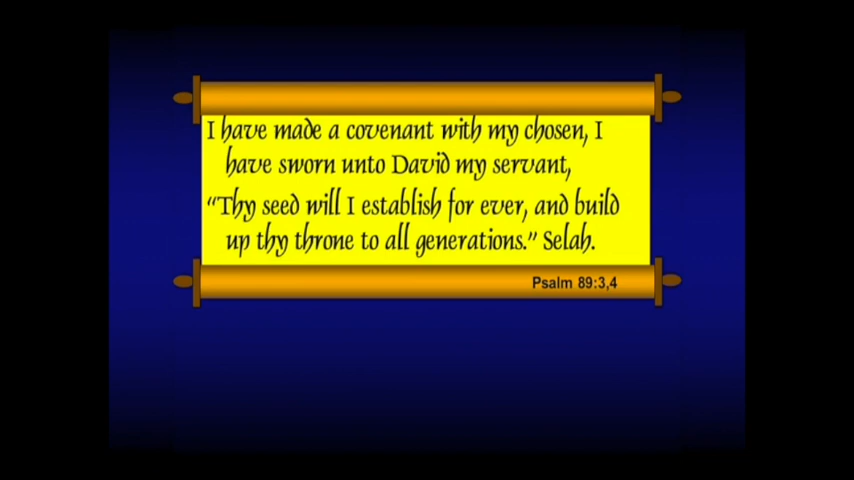 I have made a covenant with my chosen, I
have sworn unto David my servant,
“Thy seed will I establish for ever, and build
up thy throne to all generations.” Selah.
Psalm 89:3,4